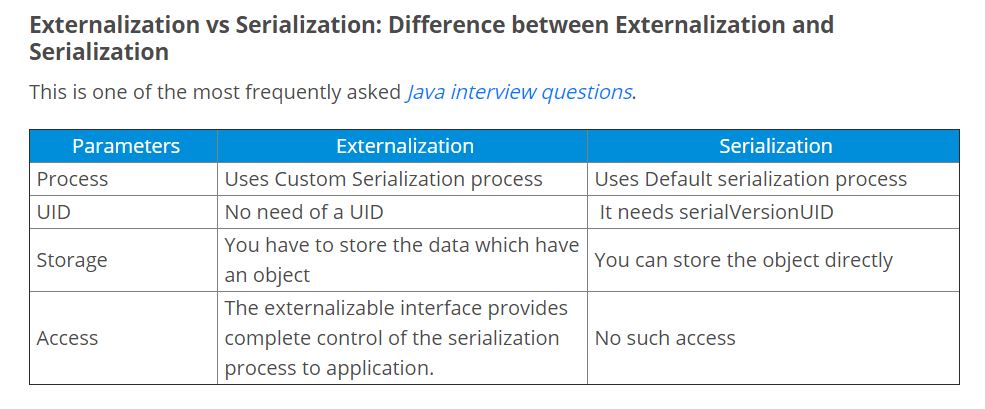 Externalization vs Serialization: Difference between Externalization and
Serialization
This is one of the most frequently asked Java interview questions.
Parameters Externalization Serialization
Process Uses Custom Serialization process Uses Default serialization process
UID No need of a UID It needs serialVersionUID
Storage You have to store the data which have
an object You can store the object directly
Access The externalizable interface provides
complete control of the serialization
process to application. No such access